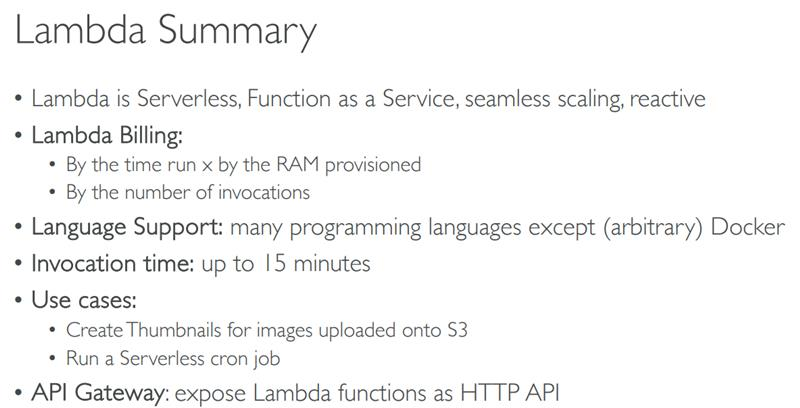 Lambda Summary
• Lambda is Serverless, Function as a Service, seamless scaling, reactive
• Lambda Billing:
• By the time run x by the RAM provisioned
• By the number of invocations
• Language Support: many programming languages except (arbitrary) Docker
• Invocation time: up to 15 minutes
• Use cases:
• Create Thumbnails for images uploaded onto S3
• Run a Serverless cron job
• API Gateway: expose Lambda functions as HTTP API